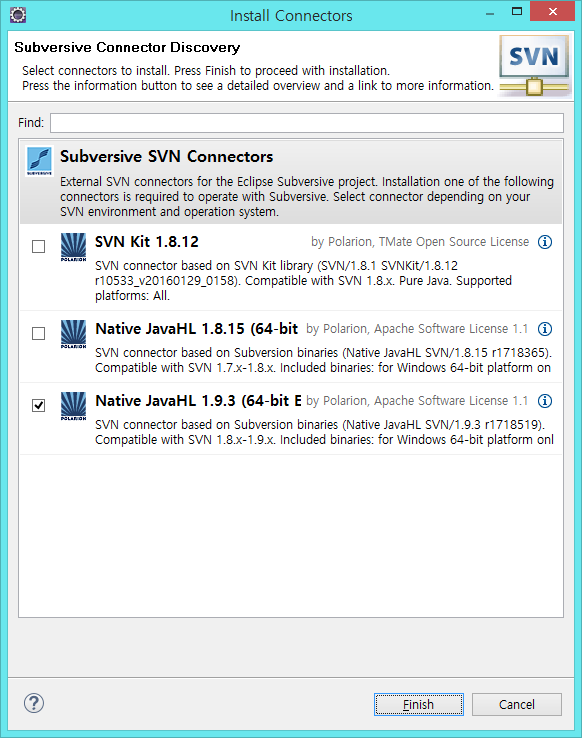 Install Connectors
Subversive Connector Discovery
Select connectors to install. Press Finish to proceed with installation.
Press the information button to see a detailed overview and a link to more information.
SVN
Find:
SUBVERSIVE
Subversive SVN Connectors
External SVN connectors for the Eclipse Subversive project. Installation one of the following
connectors is required to operate with Subversive. Select connector depending on your
SVN environment and operation system.
POLARION
SVN Kit 1.8.12
by Polarion, TMate Open Source License
SVN connector based on SVN Kit library (SVN/1.8.1 SVNKit/1.8.12
r10533_v20160129_0158). Compatible with SVN 1.8.x. Pure Java. Supported
platforms: All.
POLARION
Native JavaHL 1.8.15 (64-bit
by Polarion, Apache Software License 1.1
SVN connector based on Subversion binaries (Native JavaHL SVN/1.8.15 r1718365).
Compatible with SVN 1.7.x-1.8.x. Included binaries: for Windows 64-bit platform on
POLARION
Native JavaHL 1.9.3 (64-bit E
by Polarion, Apache Software License 1.1
SVN connector based on Subversion binaries (Native JavaHL SVN/1.9.3 r1718519).
Compatible with SVN 1.8.x-1.9.x. Included binaries: for Windows 64-bit platform onl
?
Finish
Cancel